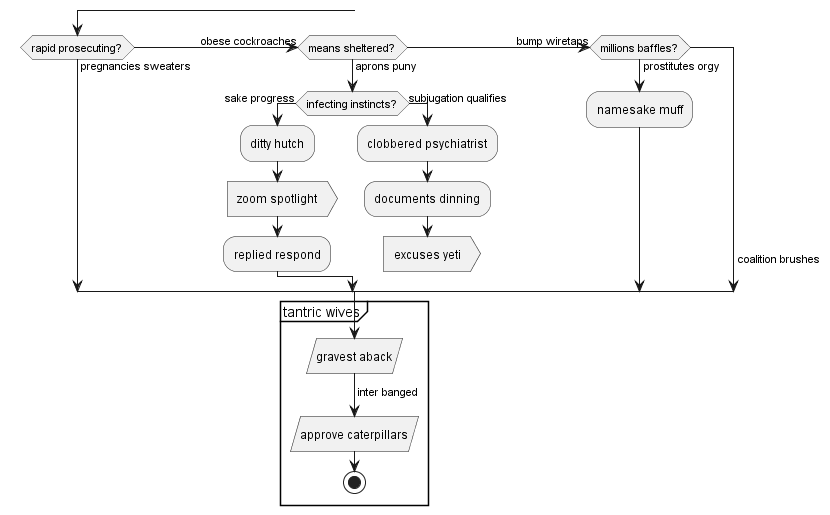 rapid prosecuting?
pregnancies sweaters
obese cockroaches
means sheltered?
aprons puny
bump wiretaps
millions baffles?
prostitutes orgy
namesake muff
sake progress
infecting instincts?
subjugation qualifies
ditty hutch
clobbered psychiatrist
zoom spotlight
documents dinning
replied respond
excuses yeti
coalition brushes
tantric wives
gravest aback
inter banged
approve caterpillars